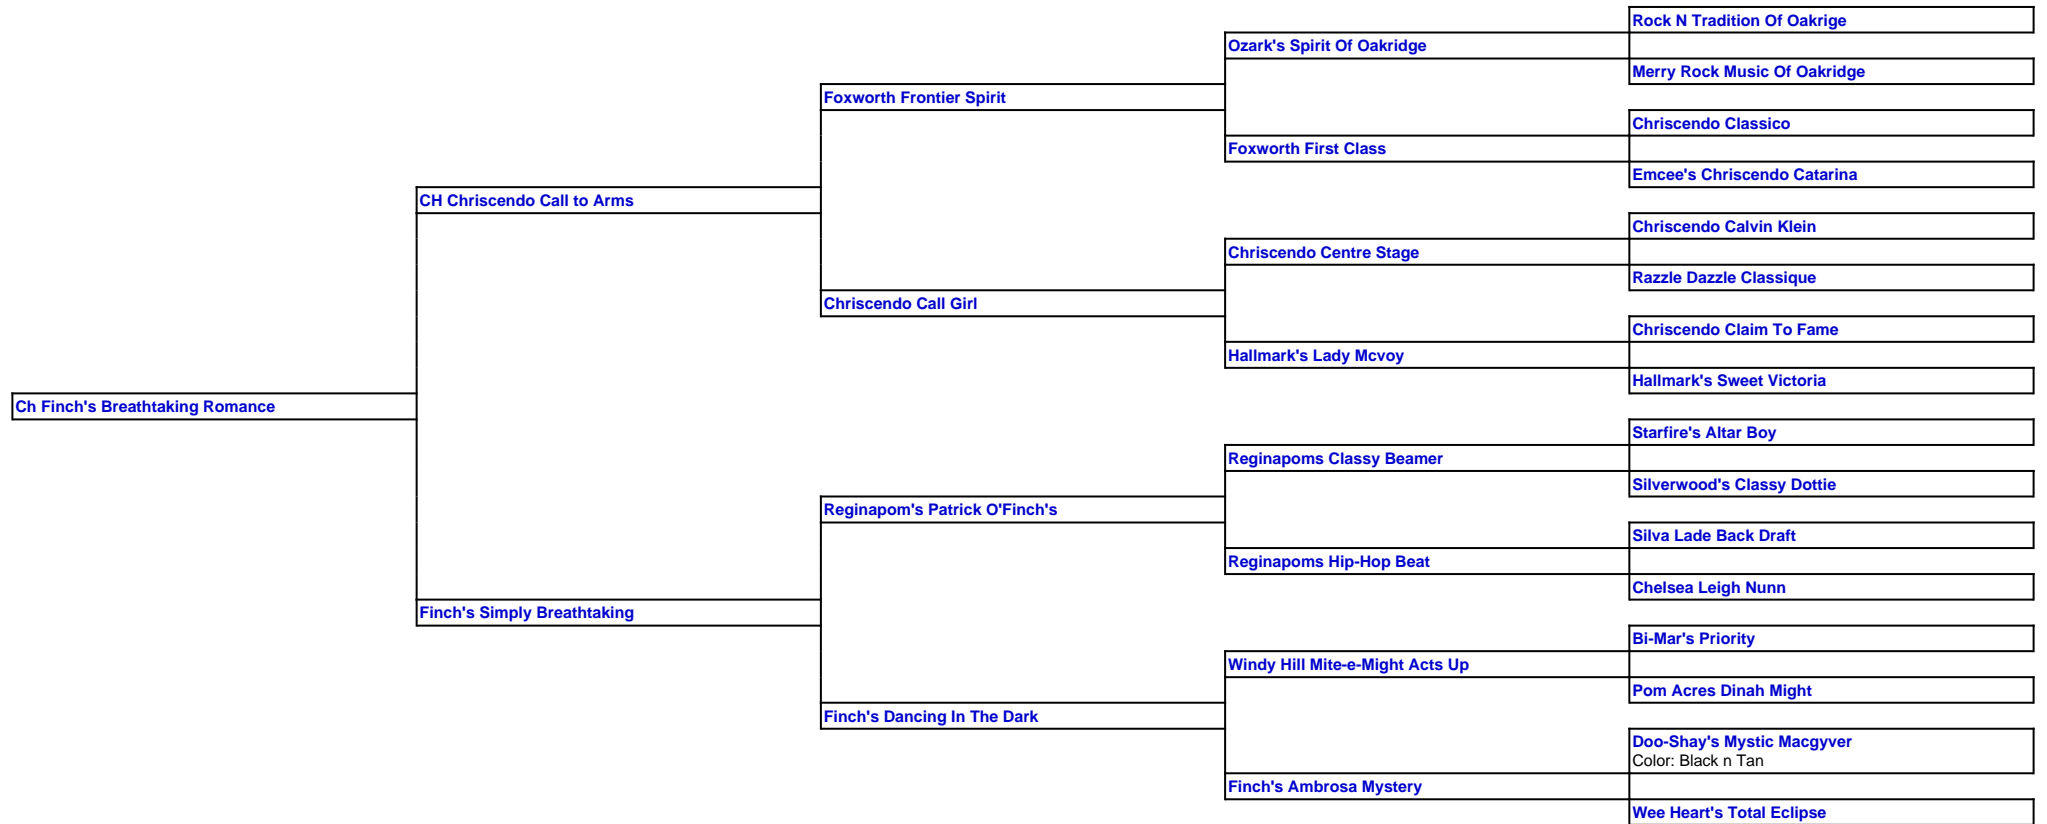 Rock N Tradition Of Oakrige
Ozark's Spirit Of Oakridge
Merry Rock Music Of Oakridge
Foxworth Frontier Spirit
Chriscendo Classico
Foxworth First Class
Emcee's Chriscendo Catarina
CH Chriscendo Call to Arms
Chriscendo Calvin Klein
Chriscendo Centre Stage
Razzle Dazzle Classique
Chriscendo Call Girl
Chriscendo Claim To Fame
Hallmark's Lady Mcvoy
Hallmark's Sweet Victoria
Ch Finch's Breathtaking Romance
Starfire's Altar Boy
Reginapoms Classy Beamer
Silverwood's Classy Dottie
Reginapom's Patrick O'Finch's
Silva Lade Back Draft
Reginapoms Hip-Hop Beat
Chelsea Leigh Nunn
Finch's Simply Breathtaking
Bi-Mar's Priority
Windy Hill Mite-e-Might Acts Up
Pom Acres Dinah Might
Finch's Dancing In The Dark
Doo-Shay's Mystic Macgyver
Color: Black n Tan
Finch's Ambrosa Mystery
Wee Heart's Total Eclipse